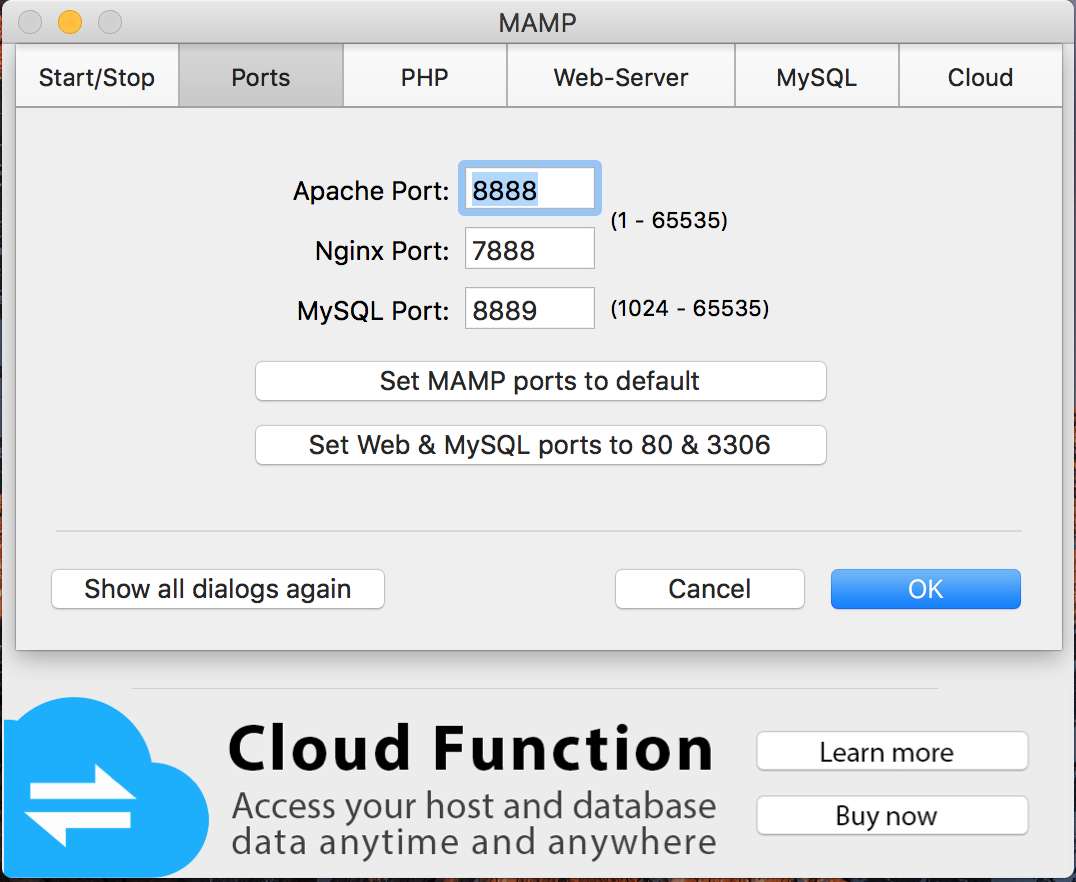 MAMP
Start/Stop Ports PHP Web-Server MySQL Cloud
Apache Port: 8888
(1 - 65535)
Nginx Port: 7888
MySQL Port: 8889 (1024 - 65535)
Set MAMP ports to default
Set Web & MySQL ports to 80 & 3306
Show all dialogs again Cancel OK
Cloud Function
Learn more
Access your host and database
data anytime and anywhere
Buy now